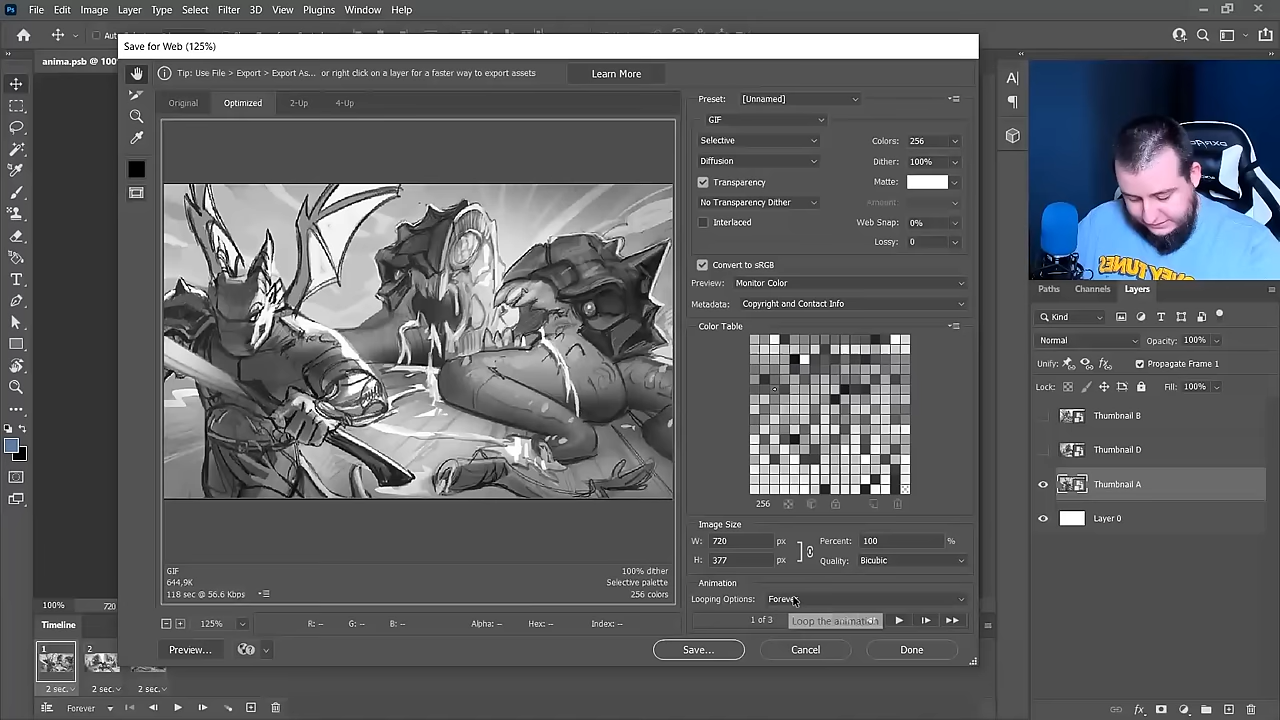 Ps File Edit Image Layer Type Select Filter 3D View Plugins Window Help
anima.psb @ 100
Save for Web (125%)
Tip: Use File > Export > Export As... or right click on a layer for a faster way to export assets
Learn More
Original Optimized 2-Up 4-Up
Preset: [Unnamed]
GIF
Selective Colors: 256
Diffusion Dither: 100%
Transparency Matte:
No Transparency Dither Amount:
Interlaced Web Snap: 0%
Lossy: 0
Convert to sRGB
Preview: Monitor Color
Metadata: Copyright and Contact Info
Color Table
256
Image Size
W: 720 px Percent: 100 %
H: 377 px Quality: Bicubic
Animation
Looping Options: Forever
1 of 3 Loop the animation
GIF 100% dither
644,9K Selective palette
118 sec @ 56.6 Kbps 256 colors
125% R: -- G: -- B: -- Alpha: -- Hex: -- Index: --
Preview... Save... Cancel Done
100% 720
Timeline
1 2
2 sec. 2 sec. 2 sec.
Forever
Paths Channels Layers
Kind
Normal Opacity: 100%
Unify: Propagate Frame 1
Lock: Fill: 100%
Thumbnail B
Thumbnail D
Thumbnail A
Layer 0